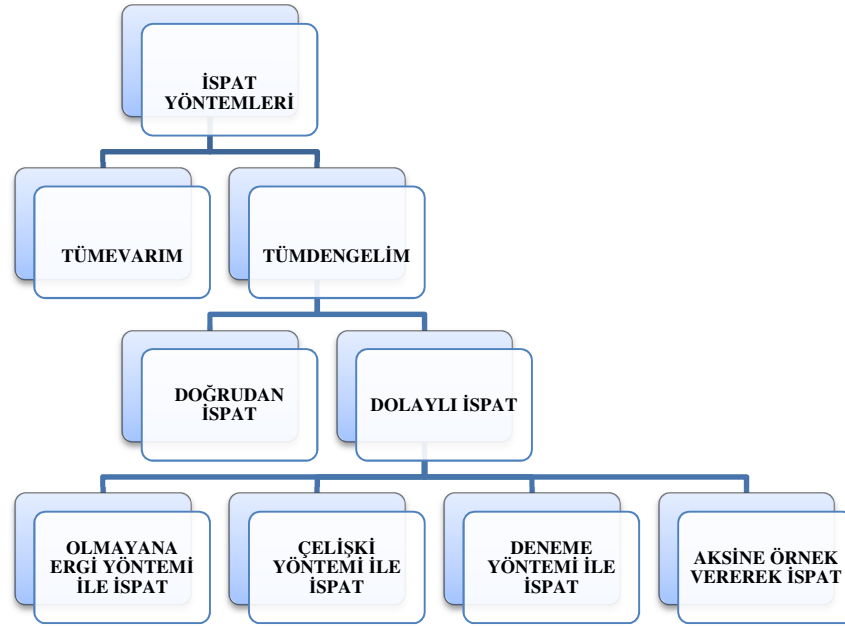 İSPAT
YÖNTEMLERİ
TÜMEVARIM
TÜMDENGELİM
DOĞRUDAN
İSPAT
DOLAYLI İSPAT
OLMAYANA
ERGİ YÖNTEMİ
İLE İSPAT
ÇELİŞKİ
YÖNTEMİ İLE
İSPAT
DENEME
YÖNTEMİ İLE
İSPAT
AKSİNE ÖRNEK
VEREREK İSPAT